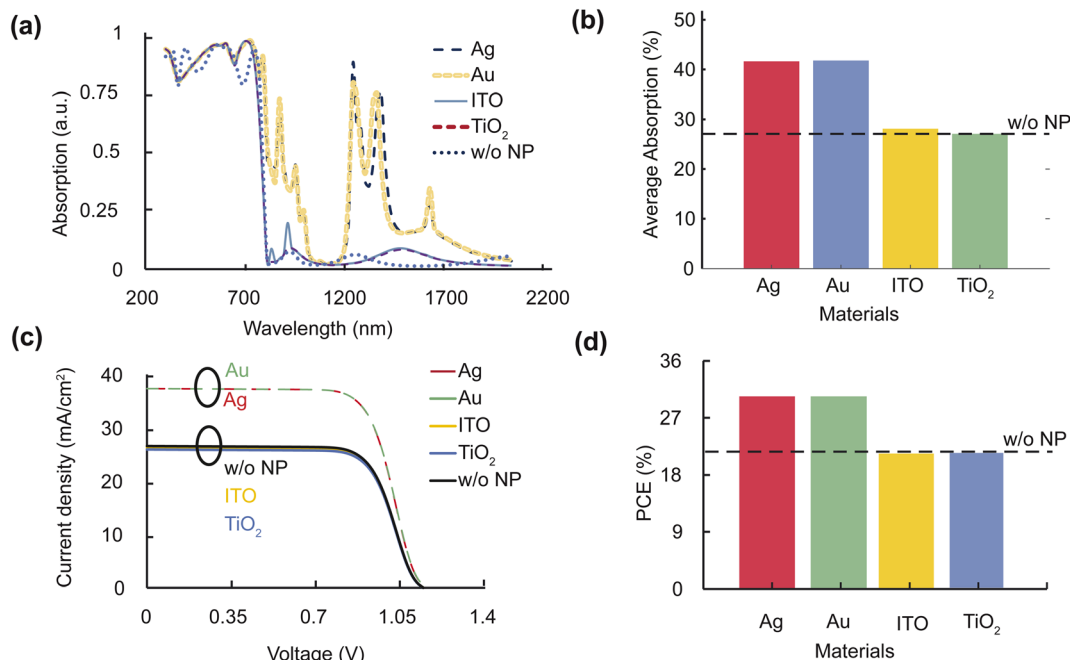 (a)
Absorption (a.u.)
1
0.75
0.5
0.25
0
300 700 1200 1700 2200
Wavelength (nm)
Ag
Au
ITO
TiO₂
w/o NP
(b)
Average Absorption (%)
50
40
30
20
10
0
w/o NP
Ag Au ITO TiO₂
Materials
(c)
Current density (mA/cm²)
40
30
20
10
0
0 0.35 0.7 1.05 1.4
Voltage (V)
Au
Ag
w/o NP
ITO
TiO₂
Ag
Au
ITO
TiO₂
w/o NP
(d)
PCE (%)
36
27
18
9
0
w/o NP
Ag Au ITO TiO₂
Materials